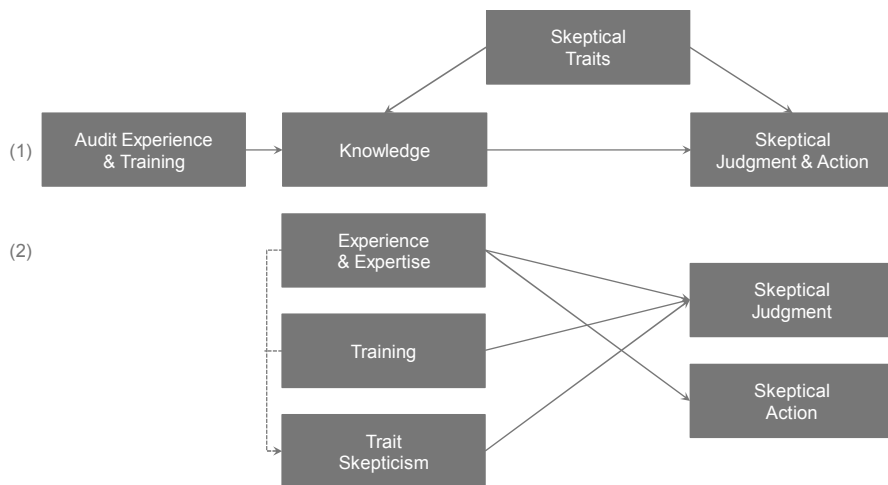 Skeptical
Traits
(1)
Audit Experience
& Training
Knowledge
Skeptical
Judgment & Action
(2)
Experience
& Expertise
Skeptical
Judgment
Training
Skeptical
Action
Trait
Skepticism